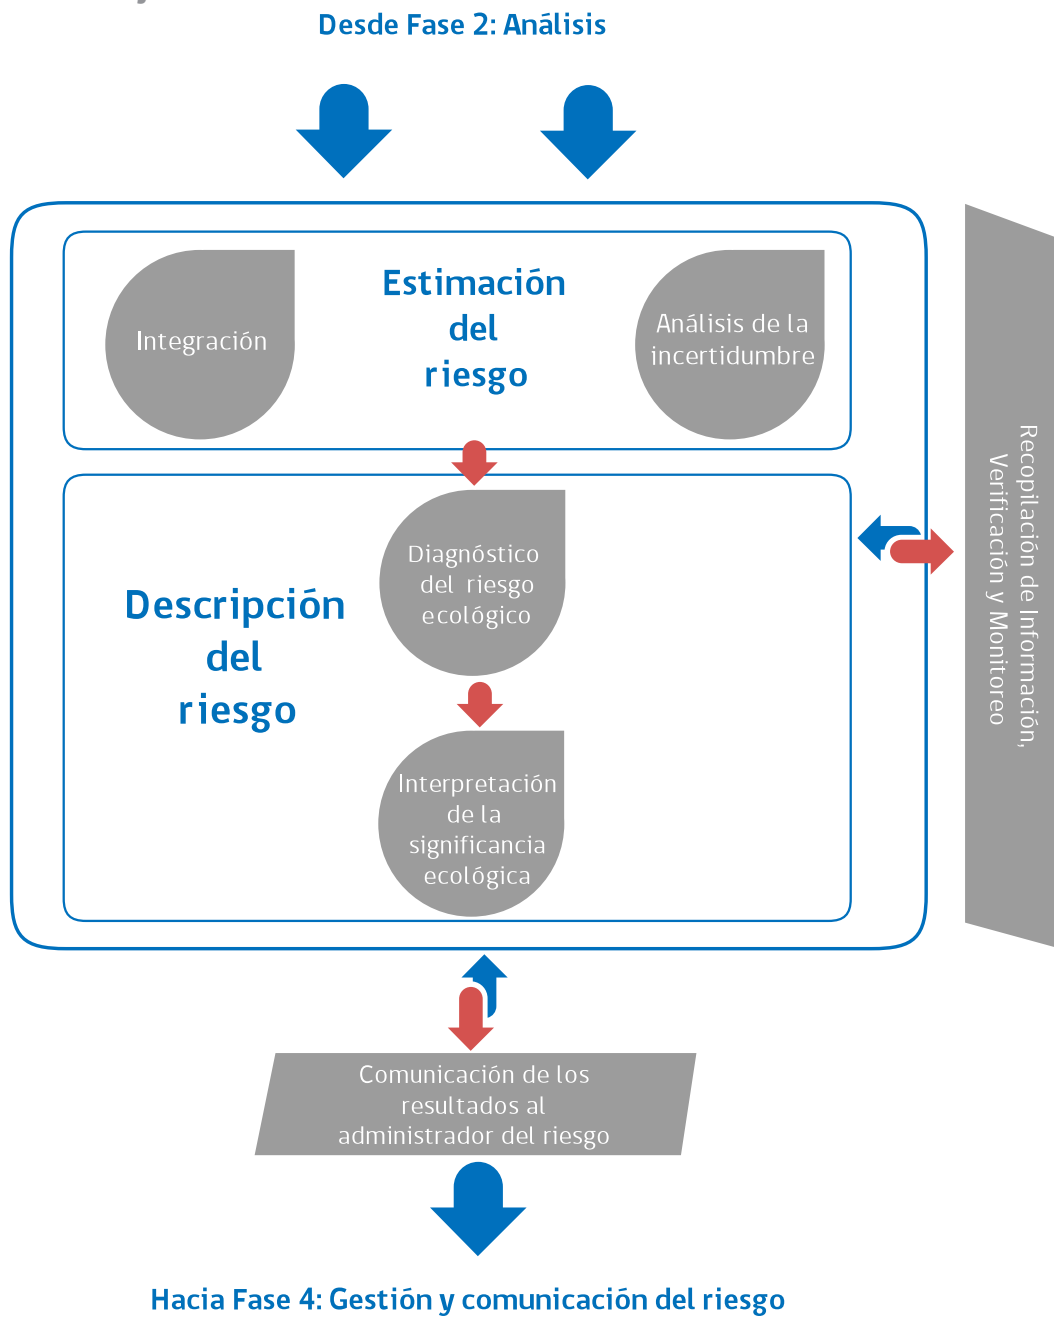 Desde Fase 2: Análisis
Integración
Estimación
del
riesgo
Análisis de la
incertidumbre
Descripción
del
riesgo
Diagnóstico
del riesgo
ecológico
Interpretación
de la
significancia
ecológica
Recopilación de Información,
Verificación y Monitoreo
Comunicación de los
resultados al
administrador del riesgo
Hacia Fase 4: Gestión y comunicación del riesgo